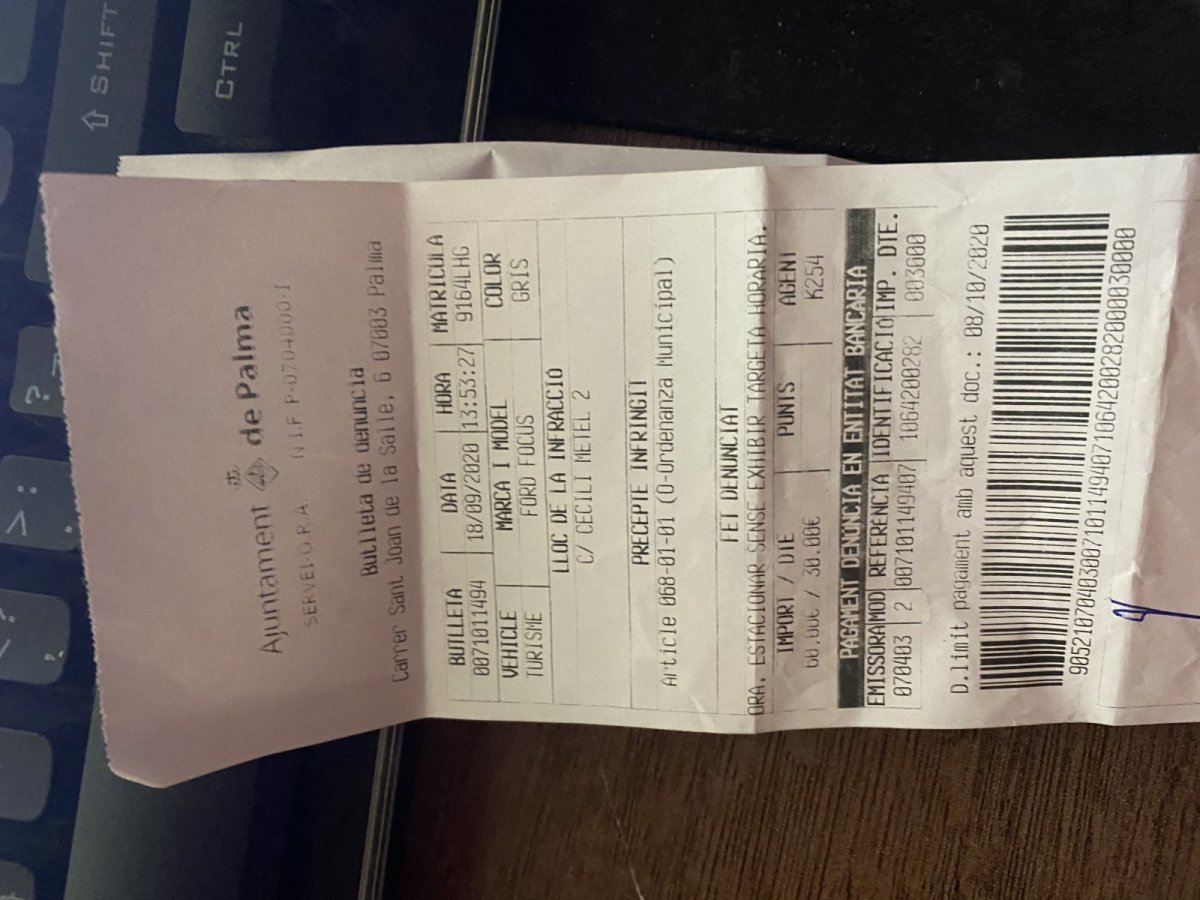 Ajuntament de Palma
SERVEI O.R.A N.I.F P-0704000-I
Butlleta de denuncia
Carrer Sant Joan de la Salle, 6 07003 Palma
BUTLLETA DATA HORA MATRICULA
0071011494 18/09/2020 13:53:27 9164LHG
VEHICLE MARCA I MODEL COLOR
TURISME FORD FOCUS GRIS
LLOC DE LA INFRACCIO
C/ CECILI METEL 2
PRECEPTE INFRINGIT
Article 068-01-01 (O-Ordenanza Municipal)
FET DENUNCIAT
ORA, ESTACIONAR SENSE EXHIBIR TARGETA HORARIA.
IMPORT / DTE PUNTS AGENT
60.00€ / 30.00€ K254
PAGAMENT DENUNCIA EN ENTITAT BANCARIA
EMISSORA MOD REFERENCIA IDENTIFICACIÓ IMP. DTE.
070403 2 007101149407 1064200282 003000
D.limit pagament amb aquest doc.: 08/10/2020
9052107040300710114940710642002820000030000
⇧ SHIFT
CTRL